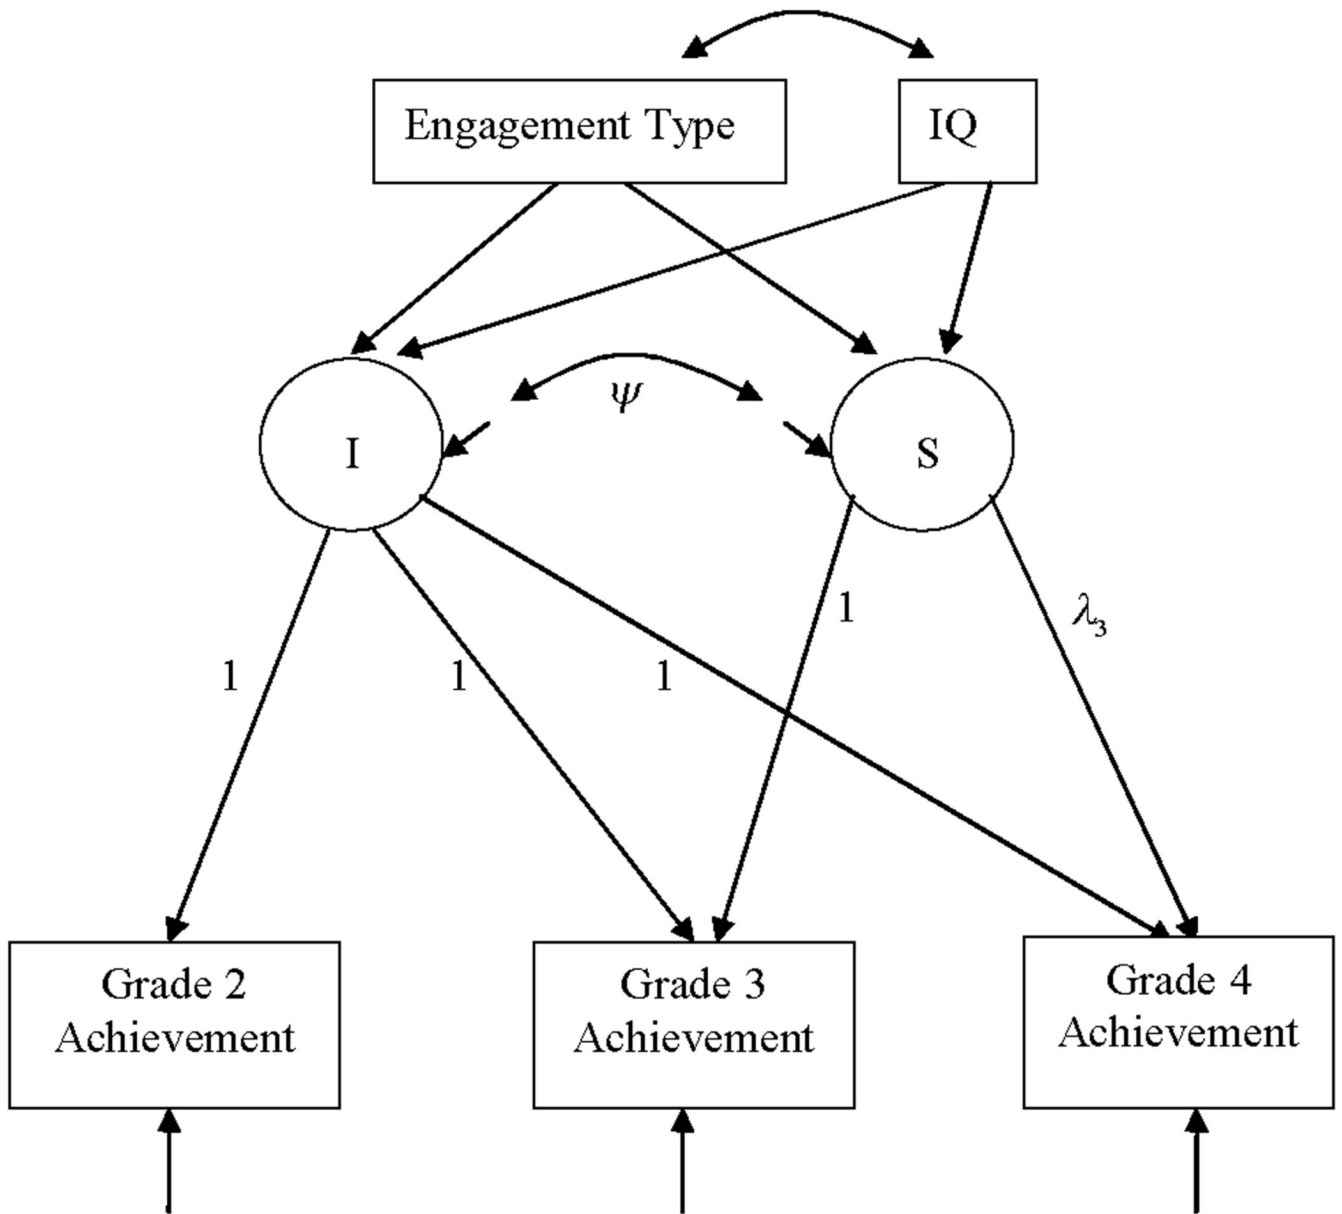 Engagement Type
IQ
ψ
I
S
1
λ₃
1
1
1
Grade 2
Achievement
Grade 3
Achievement
Grade 4
Achievement